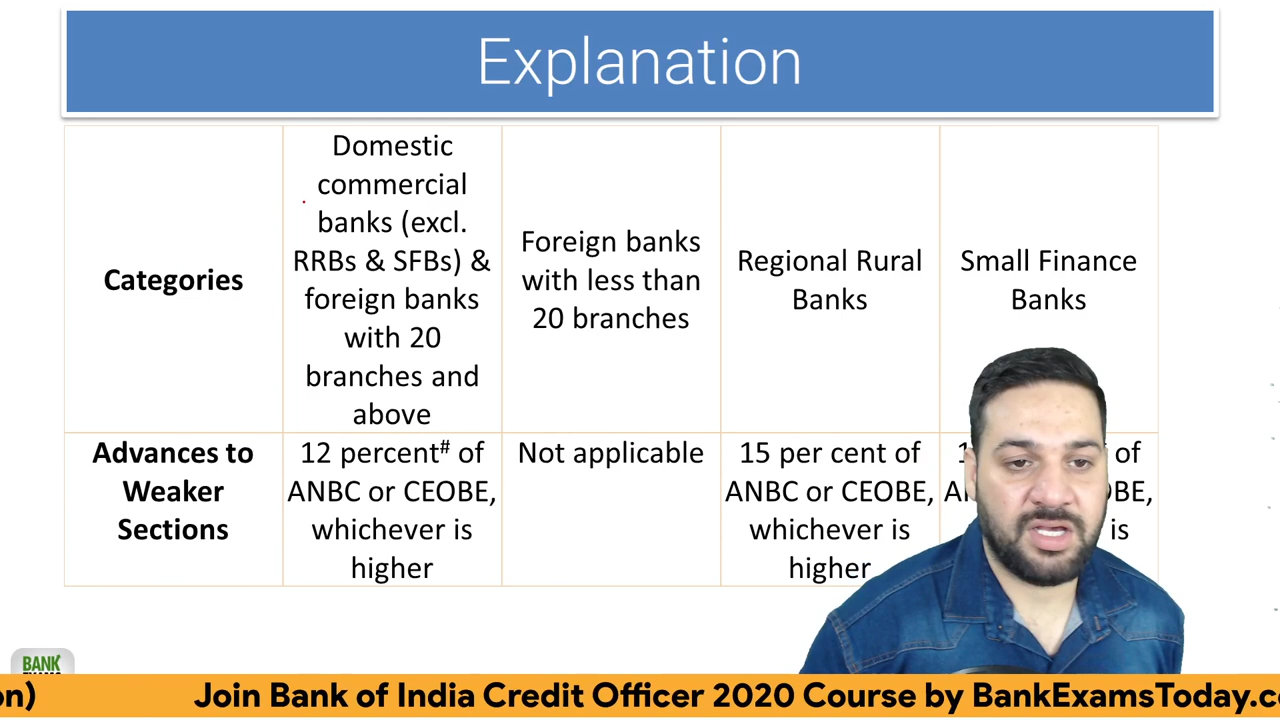 Explanation
Categories
Domestic
commercial
banks (excl.
RRBs & SFBs) &
foreign banks
with 20
branches and
above
Foreign banks
with less than
20 branches
Regional Rural
Banks
Small Finance
Banks
Advances to
Weaker
Sections
12 percent# of
ANBC or CEOBE,
whichever is
higher
Not applicable
15 per cent of
ANBC or CEOBE,
whichever is
higher
of
is
BANK
Join Bank of India Credit Officer 2020 Course by BankExamsToday.c